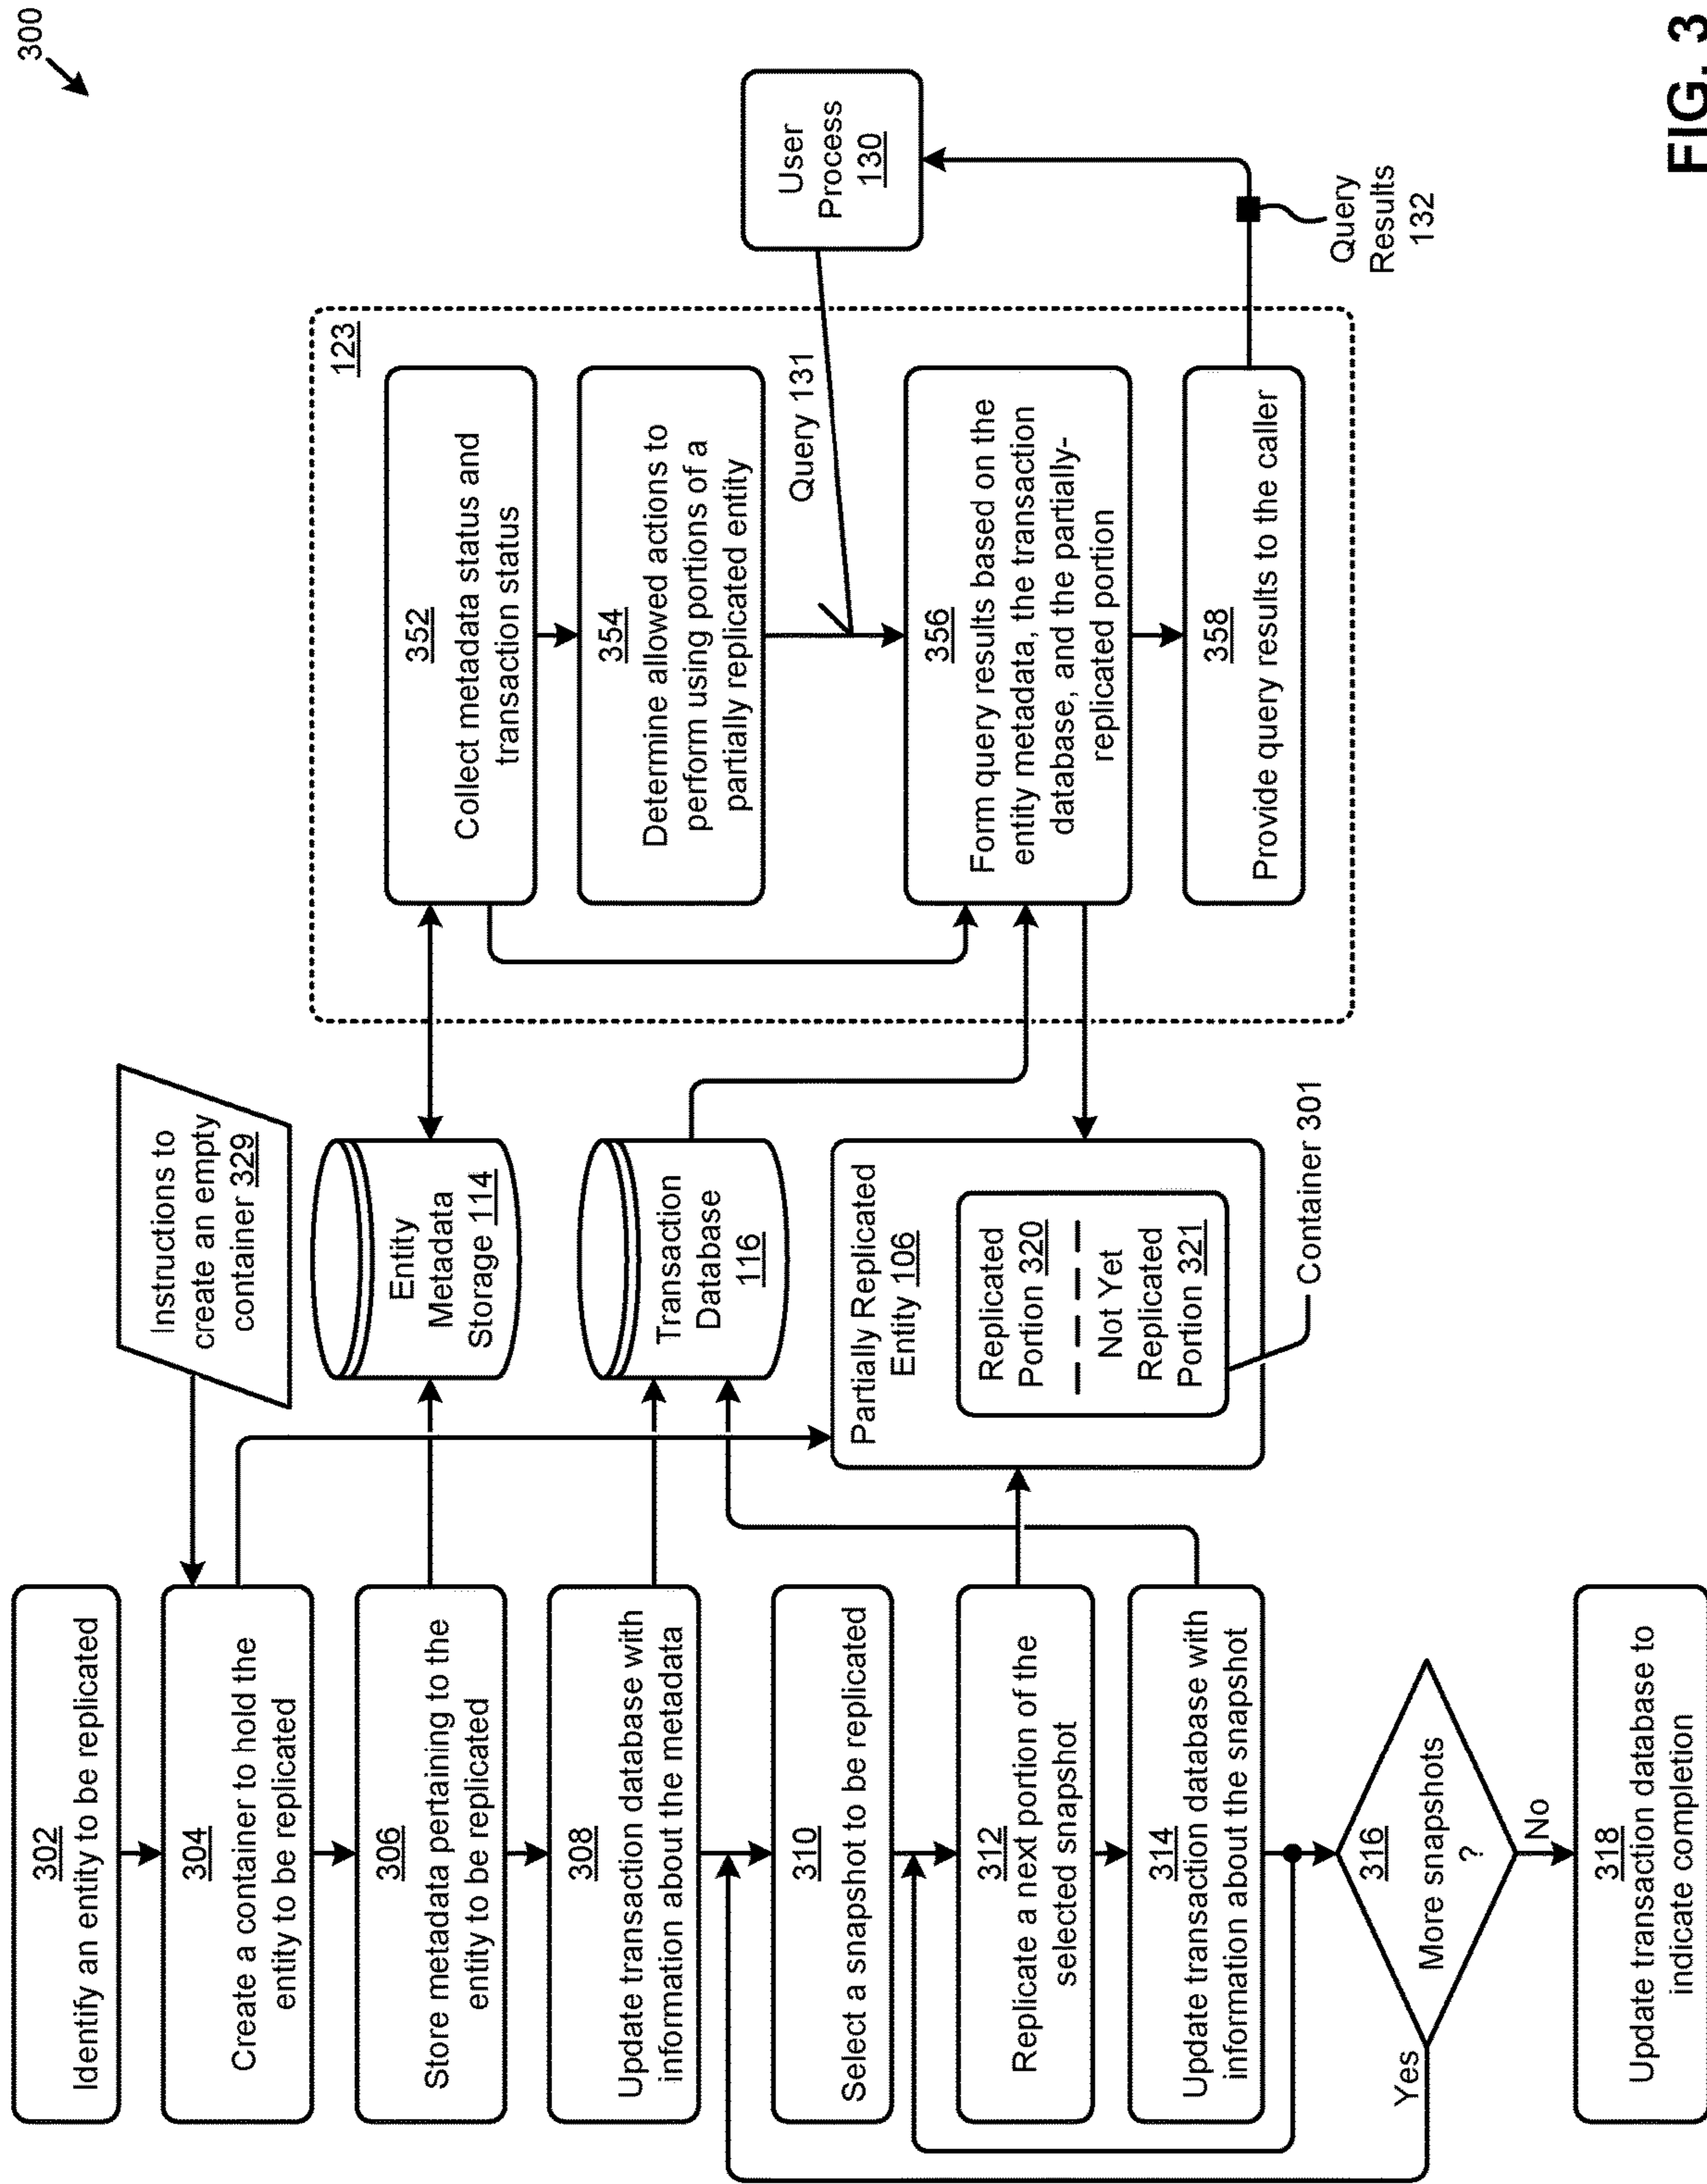 300
302
Identify an entity to be replicated
304
Create a container to hold the
entity to be replicated
306
Store metadata pertaining to the
entity to be replicated
308
Update transaction database with
information about the metadata
310
Select a snapshot to be replicated
312
Replicate a next portion of the
selected snapshot
314
Update transaction database with
information about the snapshot
316
More snapshots
?
Yes
No
318
Update transaction database to
indicate completion
Instructions to
create an empty
container 329
Entity
Metadata
Storage 114
Transaction
Database
116
Partially Replicated
Entity 106
Replicated
Portion 320
Not Yet
Replicated
Portion 321
Container 301
123
352
Collect metadata status and
transaction status
354
Determine allowed actions to
perform using portions of a
partially replicated entity
Query 131
356
Form query results based on the
entity metadata, the transaction
database, and the partially-
replicated portion
358
Provide query results to the caller
User
Process
130
Query
Results
132
FIG. 3